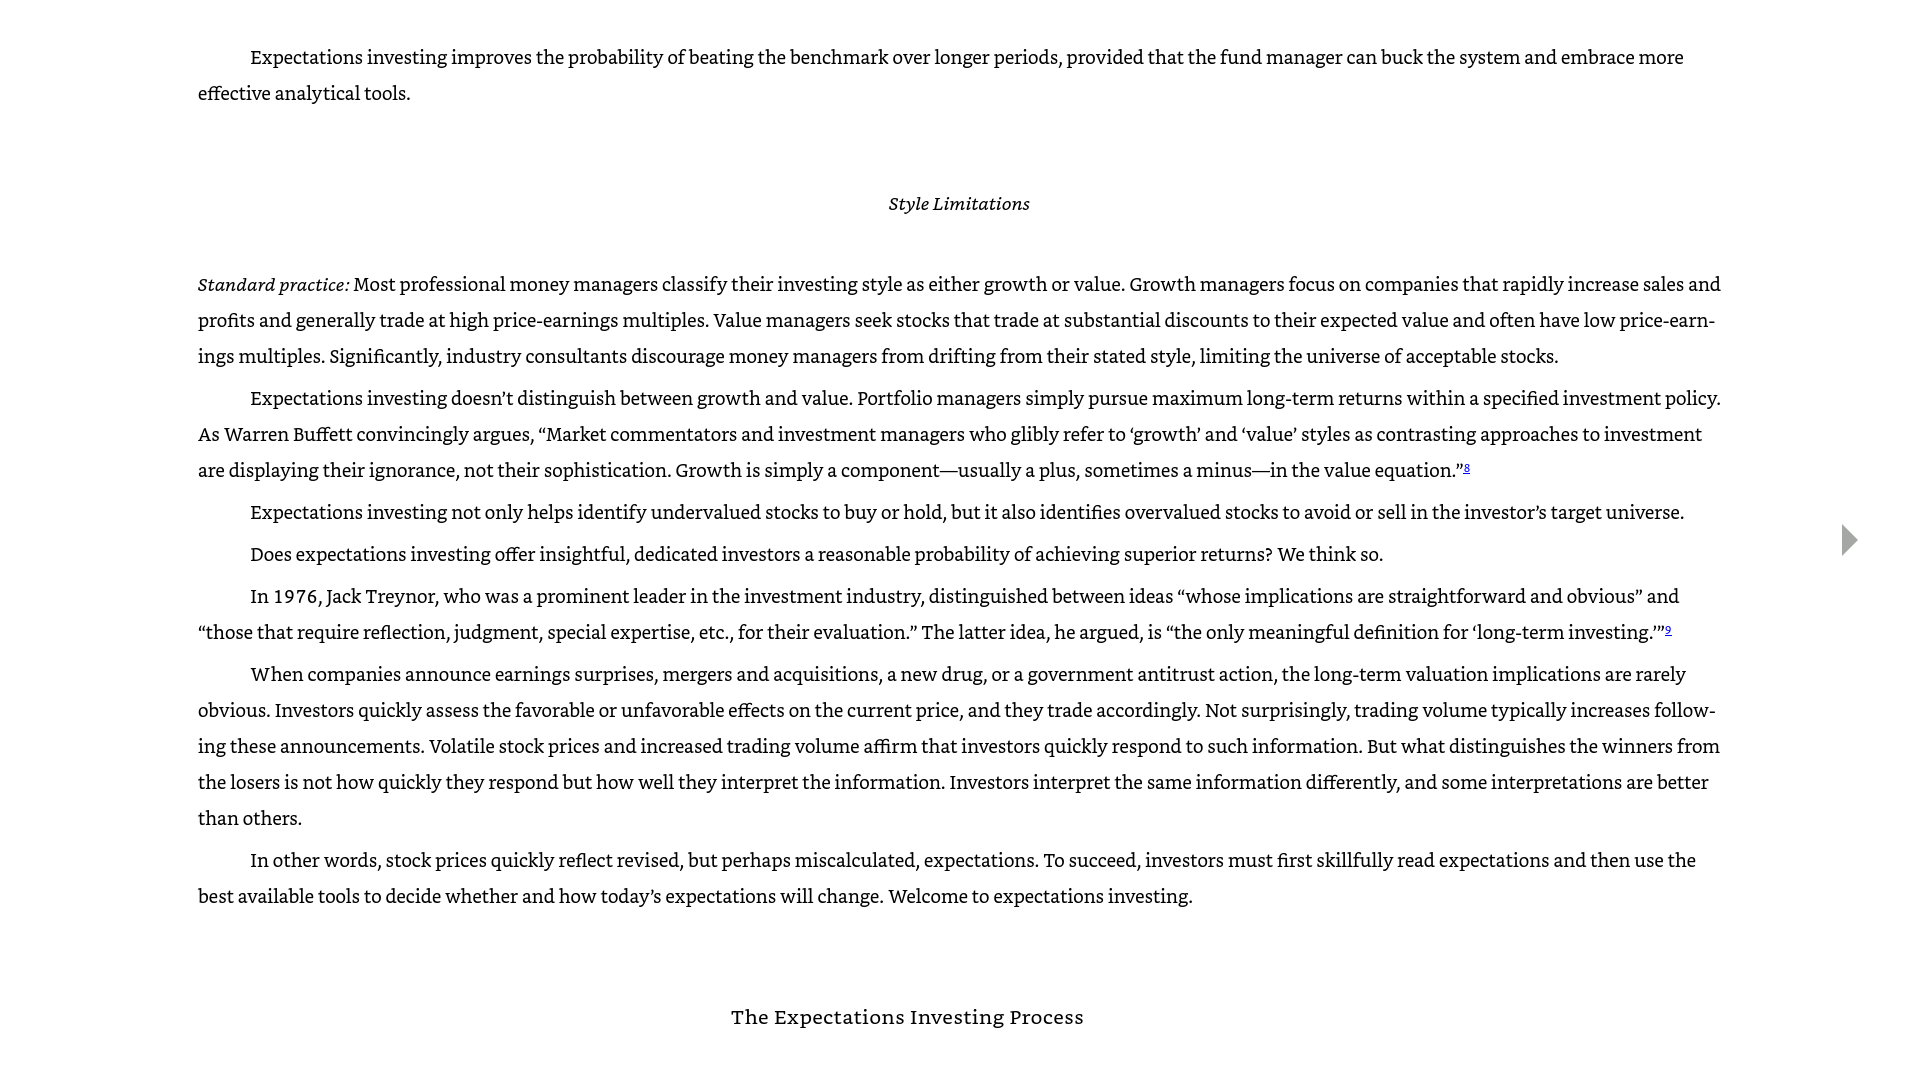 Expectations investing improves the probability of beating the benchmark over longer periods, provided that the fund manager can buck the system and embrace more
effective analytical tools.
Style Limitations
Standard practice: Most professional money managers classify their investing style as either growth or value. Growth managers focus on companies that rapidly increase sales and
profits and generally trade at high price-earnings multiples. Value managers seek stocks that trade at substantial discounts to their expected value and often have low price-earn-
ings multiples. Significantly, industry consultants discourage money managers from drifting from their stated style, limiting the universe of acceptable stocks.
Expectations investing doesn’t distinguish between growth and value. Portfolio managers simply pursue maximum long-term returns within a specified investment policy.
As Warren Buffett convincingly argues, “Market commentators and investment managers who glibly refer to ‘growth’ and ‘value’ styles as contrasting approaches to investment
are displaying their ignorance, not their sophistication. Growth is simply a component—usually a plus, sometimes a minus—in the value equation.”8
Expectations investing not only helps identify undervalued stocks to buy or hold, but it also identifies overvalued stocks to avoid or sell in the investor’s target universe.
Does expectations investing offer insightful, dedicated investors a reasonable probability of achieving superior returns? We think so.
In 1976, Jack Treynor, who was a prominent leader in the investment industry, distinguished between ideas “whose implications are straightforward and obvious” and
“those that require reflection, judgment, special expertise, etc., for their evaluation.” The latter idea, he argued, is “the only meaningful definition for ‘long-term investing.’”9
When companies announce earnings surprises, mergers and acquisitions, a new drug, or a government antitrust action, the long-term valuation implications are rarely
obvious. Investors quickly assess the favorable or unfavorable effects on the current price, and they trade accordingly. Not surprisingly, trading volume typically increases follow-
ing these announcements. Volatile stock prices and increased trading volume affirm that investors quickly respond to such information. But what distinguishes the winners from
the losers is not how quickly they respond but how well they interpret the information. Investors interpret the same information differently, and some interpretations are better
than others.
In other words, stock prices quickly reflect revised, but perhaps miscalculated, expectations. To succeed, investors must first skillfully read expectations and then use the
best available tools to decide whether and how today’s expectations will change. Welcome to expectations investing.
The Expectations Investing Process